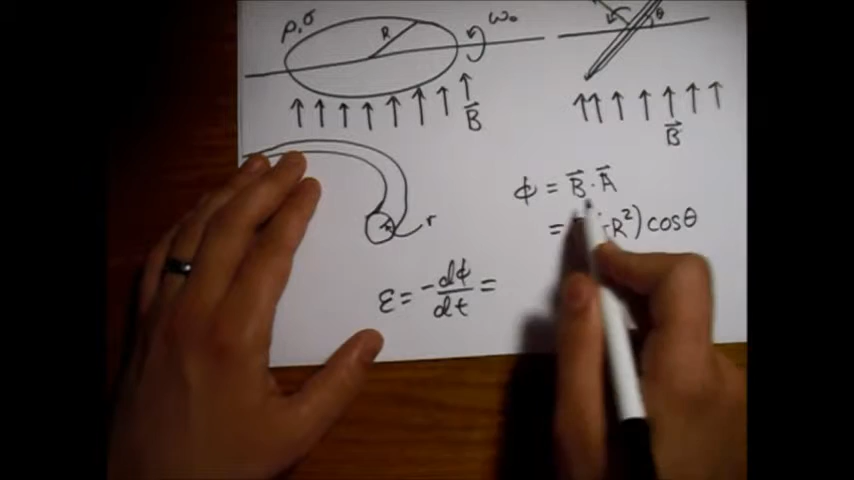 ρ,σ
R
ω₀
θ
B⃗
B⃗
r
ϕ = B⃗ · A⃗
= R²) cosθ
ε = -dϕ/dt =